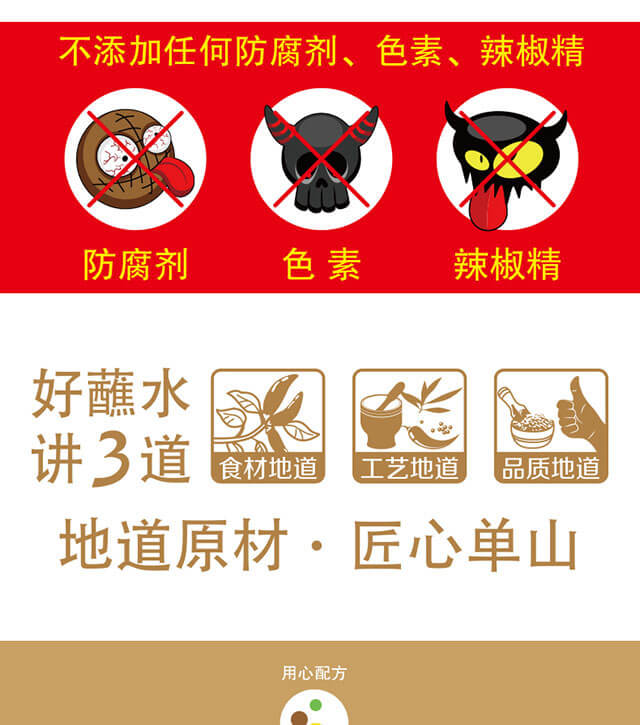 不添加任何防腐剂、色素、辣椒精
防腐剂 色素 辣椒精
好蘸水
讲3道
食材地道 工艺地道 品质地道
地道原材·匠心单山
用心配方